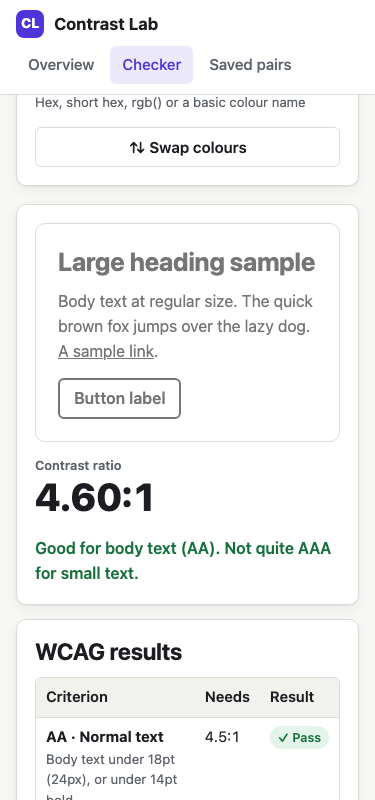 CL Contrast Lab
Overview Checker Saved pairs
Hex, short hex, rgb() or a basic colour name
⇅ Swap colours
Large heading sample
Body text at regular size. The quick
brown fox jumps over the lazy dog.
A sample link.
Button label
Contrast ratio
4.60:1
Good for body text (AA). Not quite AAA
for small text.
WCAG results
Criterion Needs Result
AA · Normal text 4.5:1 ✓ Pass
Body text under 18pt
(24px), or under 14pt
bold